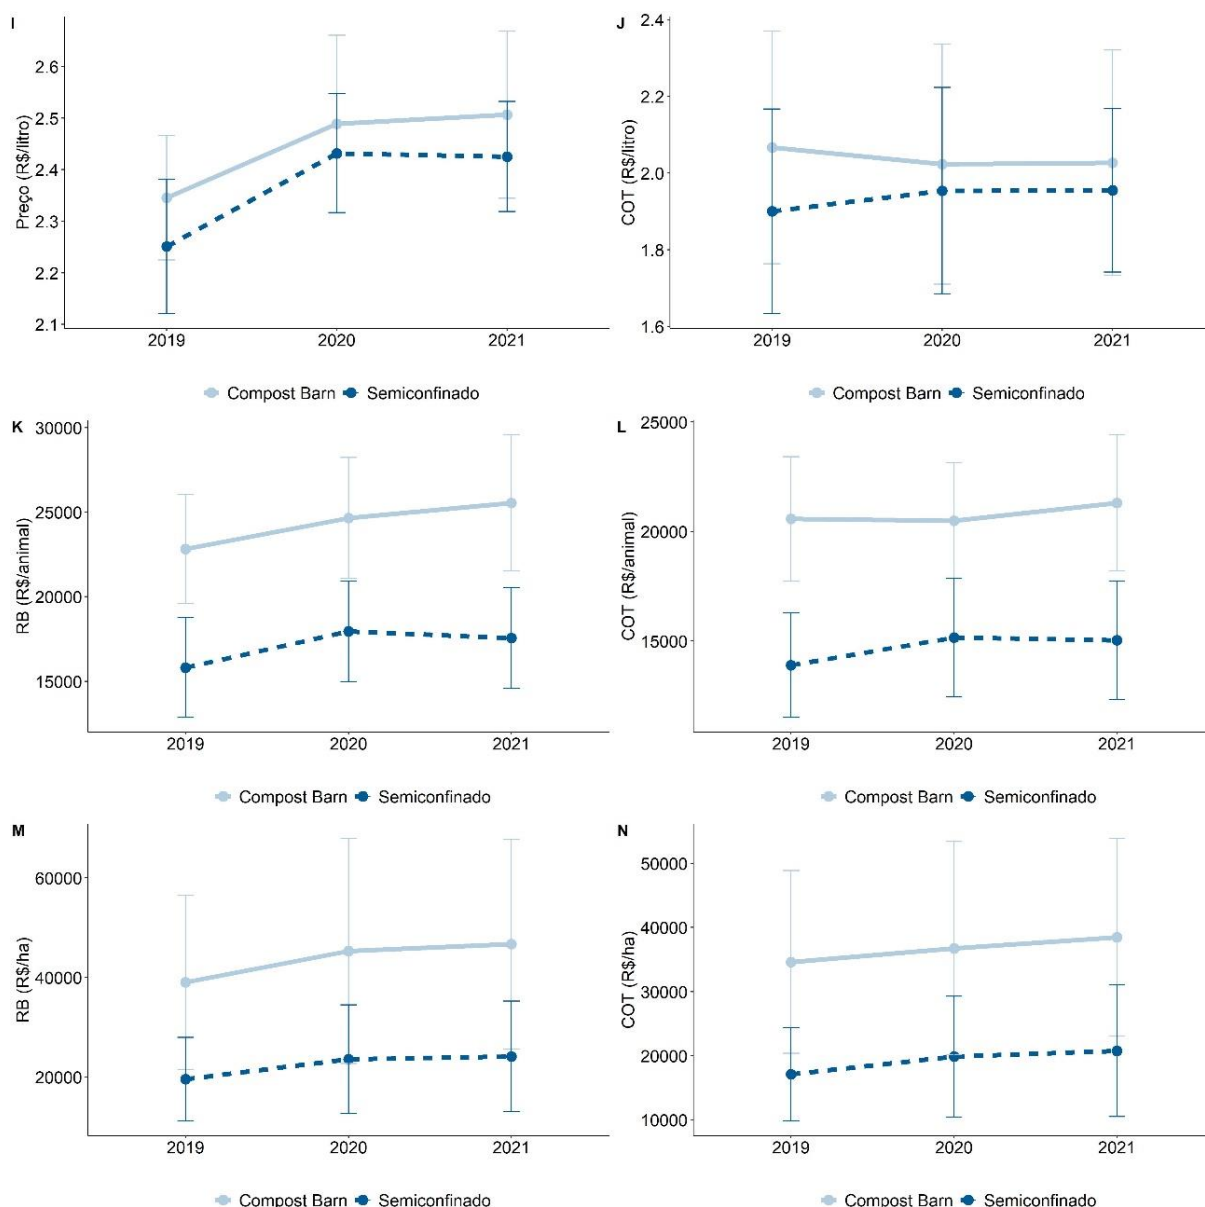 I
Preço (R$/litro)
2.6
2.5
2.4
2.3
2.2
2.1
2019 2020 2021
Compost Barn Semiconfinado
J
COT (R$/litro)
2.4
2.2
2.0
1.8
1.6
2019 2020 2021
K
RB (R$/animal)
30000
25000
20000
15000
2019 2020 2021
Compost Barn Semiconfinado
L
COT (R$/animal)
25000
20000
15000
2019 2020 2021
Compost Barn Semiconfinado
M
RB (R$/ha)
60000
40000
20000
2019 2020 2021
Compost Barn Semiconfinado
N
COT (R$/ha)
50000
40000
30000
20000
10000
2019 2020 2021
Compost Barn Semiconfinado